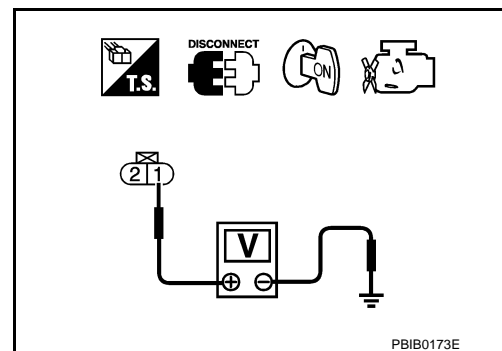 DISCONNECT
T.S.
ON
2 1
V
+ −
PBIB0173E